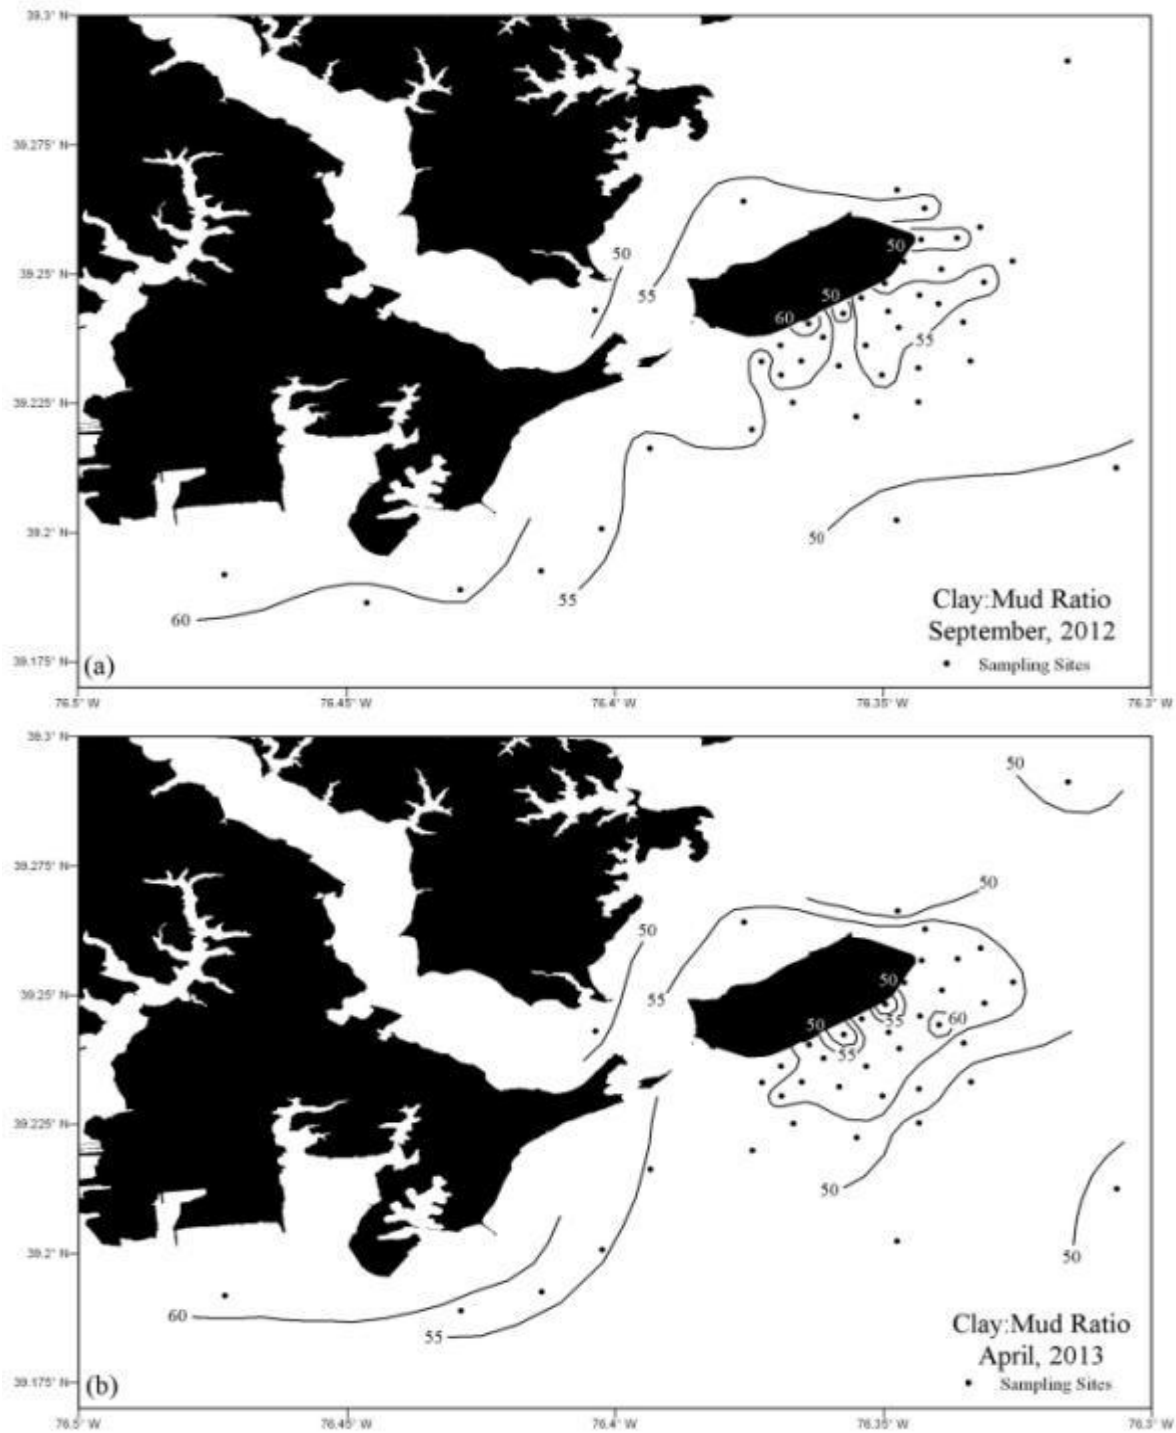 39.3° N
39.275° N
50
50
39.25° N
55
50
60
55
39.225° N
50
39.2° N
55
Clay:Mud Ratio
60
September, 2012
• Sampling Sites
39.175° N
(a)
76.5° W 76.45° W 76.4° W 76.35° W 76.3° W
39.3° N
50
39.275° N
50
50
50
39.25° N
55
55
60
50
55
39.225° N
50
39.2° N
50
60
55
Clay:Mud Ratio
April, 2013
• Sampling Sites
39.175° N
(b)
76.5° W 76.45° W 76.4° W 76.35° W 76.3° W